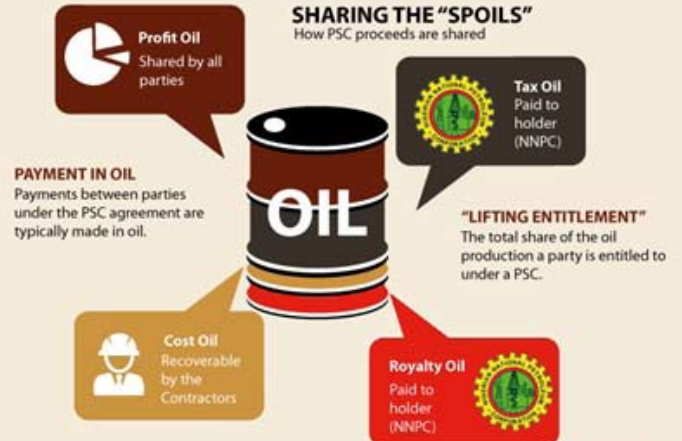 SHARING THE “SPOILS”
How PSC proceeds are shared
Profit Oil
Shared by all
parties
Tax Oil
Paid to
holder
(NNPC)
PAYMENT IN OIL
Payments between parties
under the PSC agreement are
typically made in oil.
OIL
“LIFTING ENTITLEMENT”
The total share of the oil
production a party is entitled to
under a PSC.
Cost Oil
Recoverable
by the
Contractors
Royalty Oil
Paid to
holder
(NNPC)